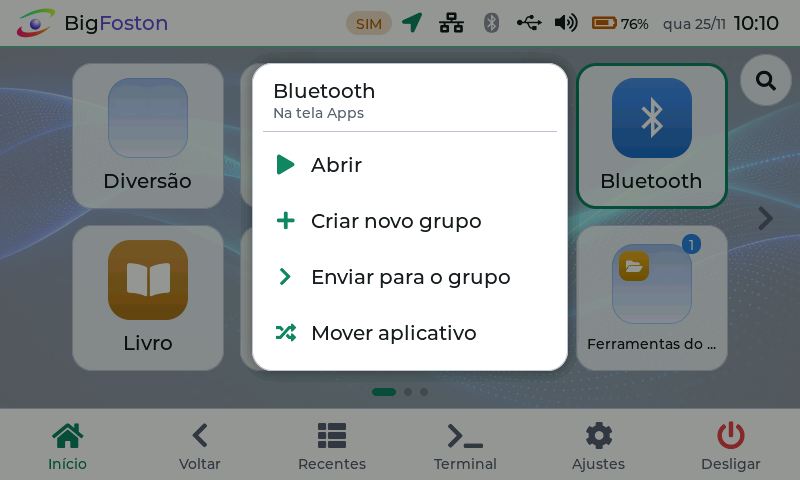 BigFoston
SIM
76%
qua 25/11
10:10
Bluetooth
Na tela Apps
Abrir
Criar novo grupo
Enviar para o grupo
Mover aplicativo
Diversão
Bluetooth
Livro
1
Ferramentas do ...
Início
Voltar
Recentes
Terminal
Ajustes
Desligar